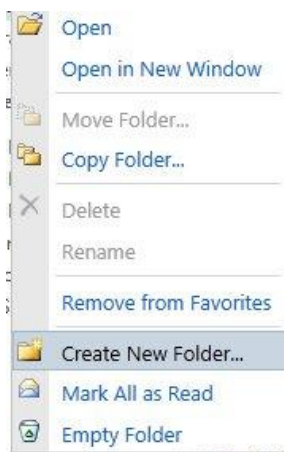 Open
Open in New Window
Move Folder...
Copy Folder...
Delete
Rename
Remove from Favorites
Create New Folder...
Mark All as Read
Empty Folder